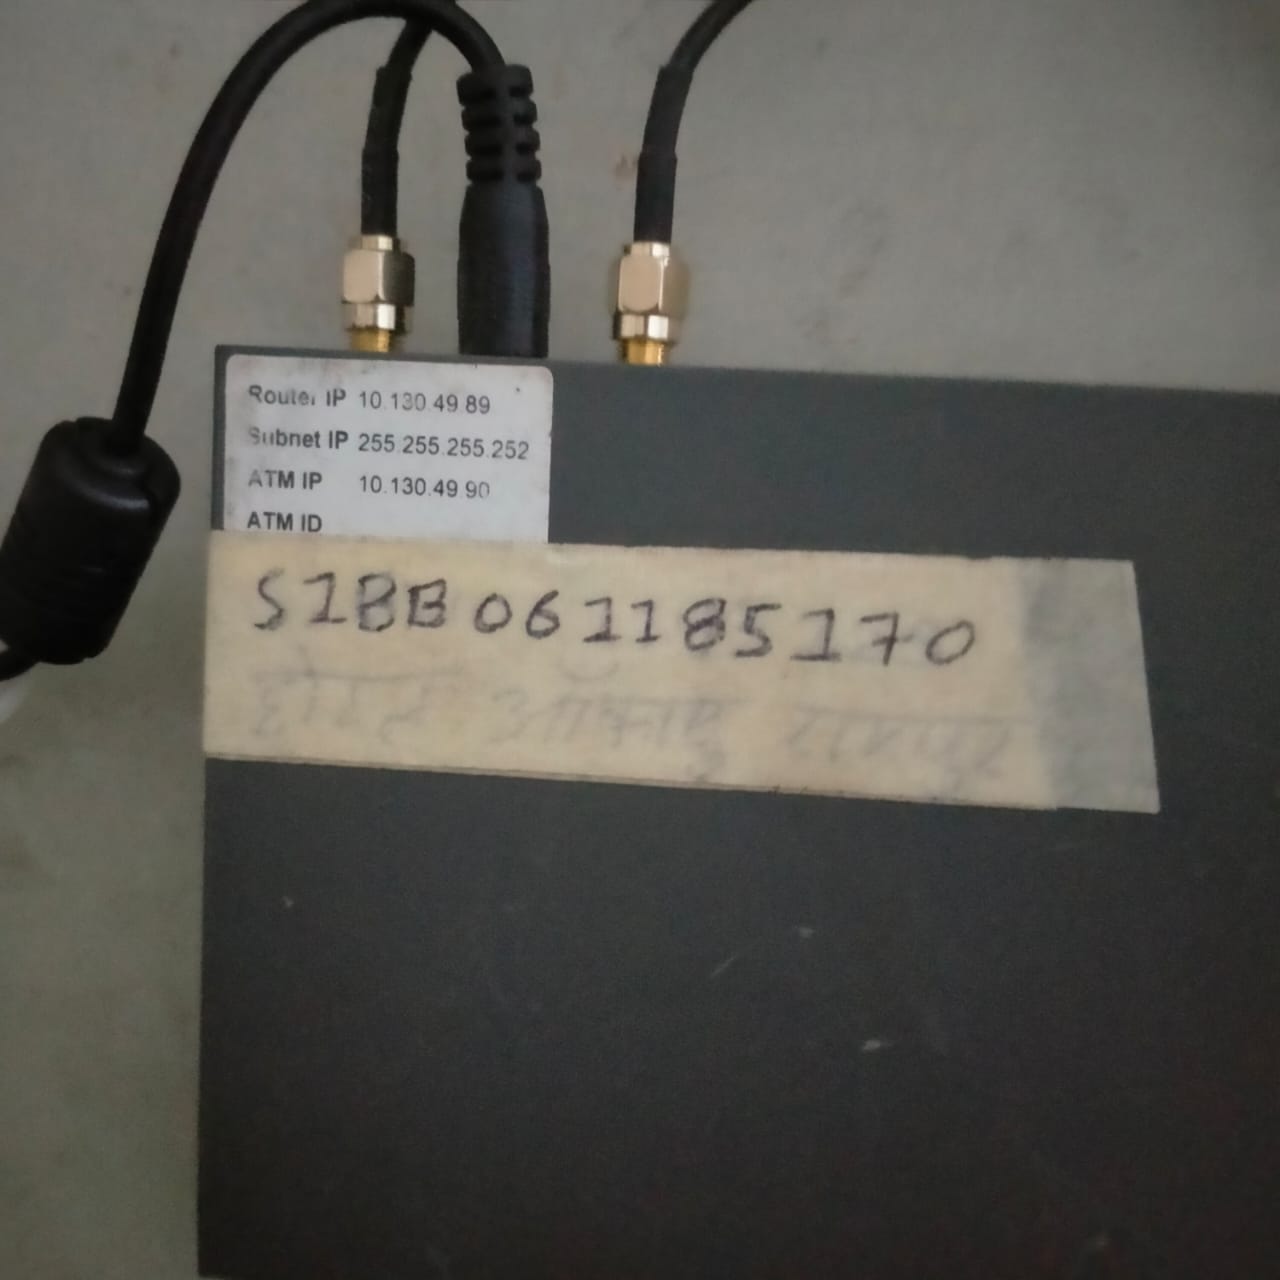 Router IP 10.130.49.89
Subnet IP 255.255.255.252
ATM IP 10.130.49.90
ATM ID
S1BB061185170